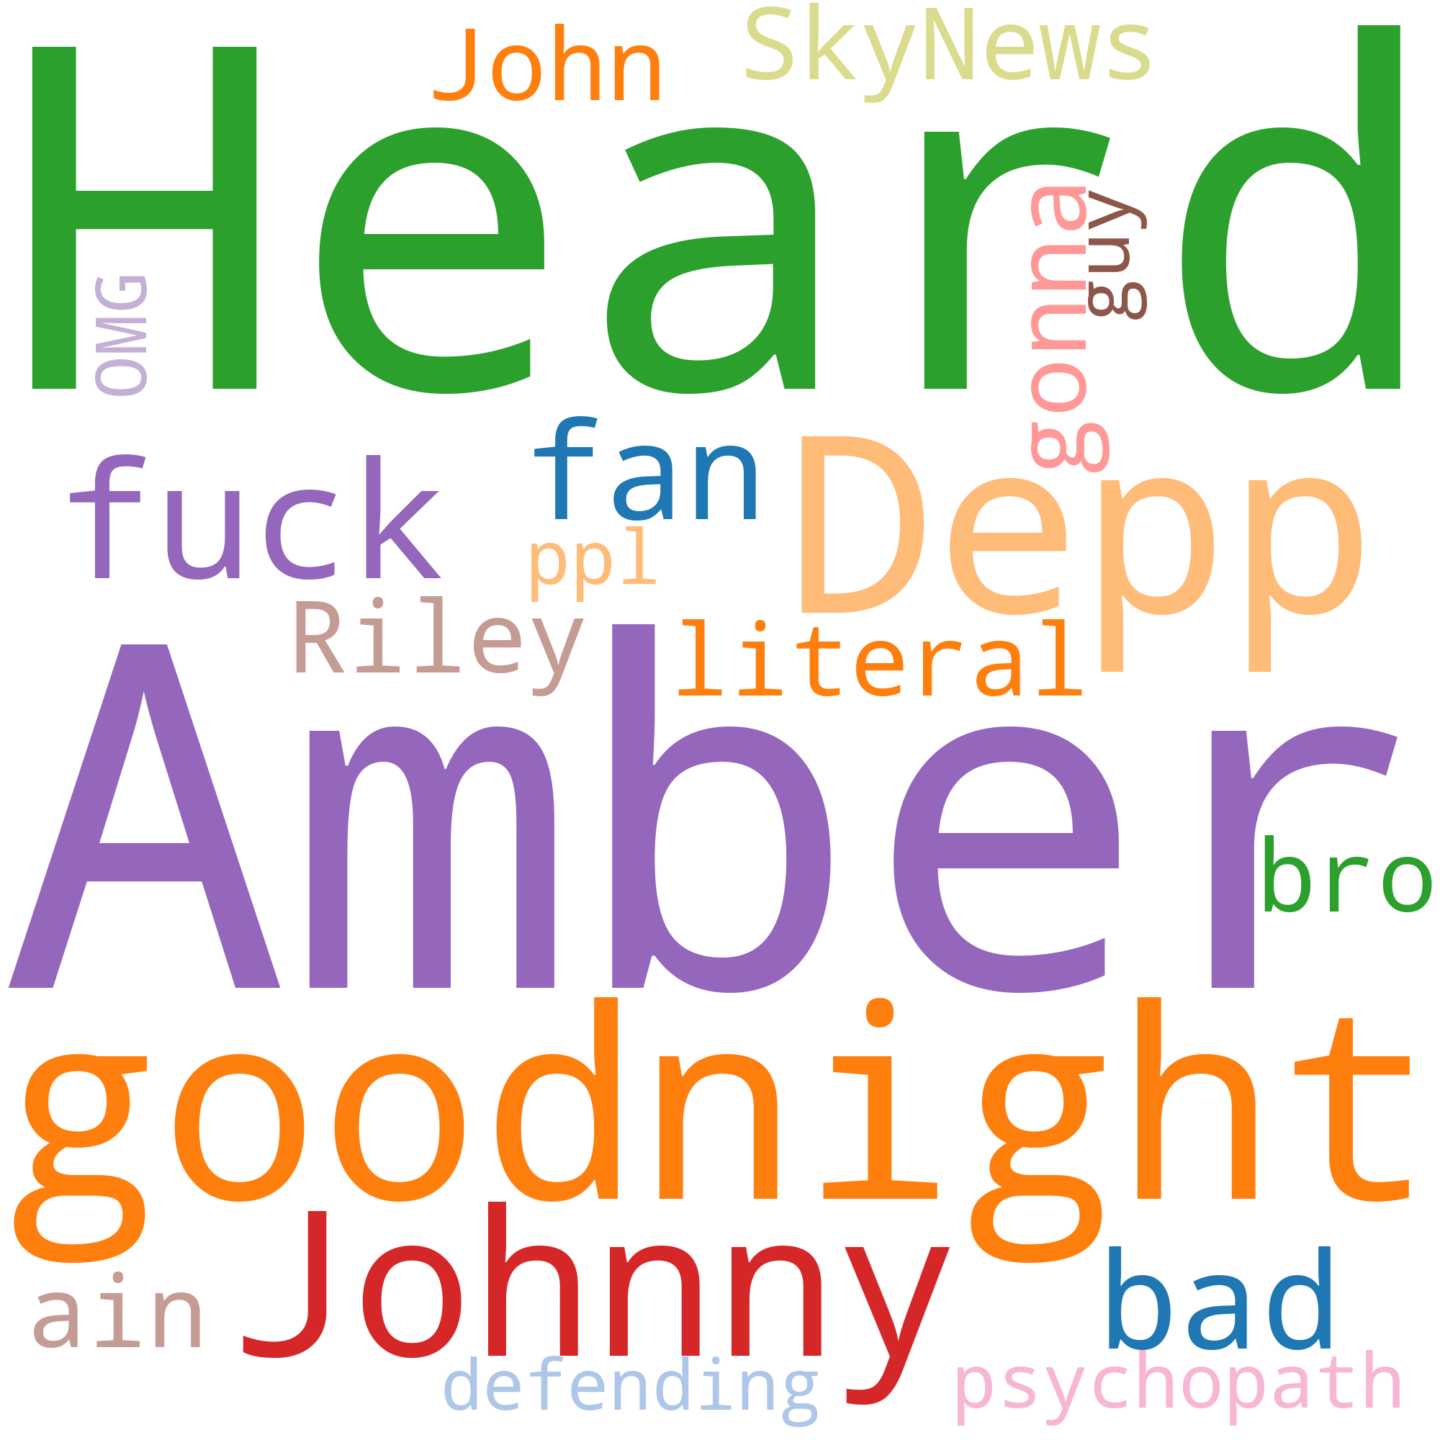 SkyNews
John
Heard
gonna
guy
OMG
fan
Depp
fuck
ppl
Riley
literal
Amber
bro
goodnight
Johnny
bad
ain
defending
psychopath